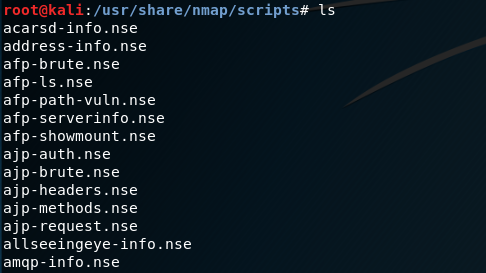 root@kali:/usr/share/nmap/scripts# ls
acarsd-info.nse
address-info.nse
afp-brute.nse
afp-ls.nse
afp-path-vuln.nse
afp-serverinfo.nse
afp-showmount.nse
ajp-auth.nse
ajp-brute.nse
ajp-headers.nse
ajp-methods.nse
ajp-request.nse
allseeingeye-info.nse
amqp-info.nse